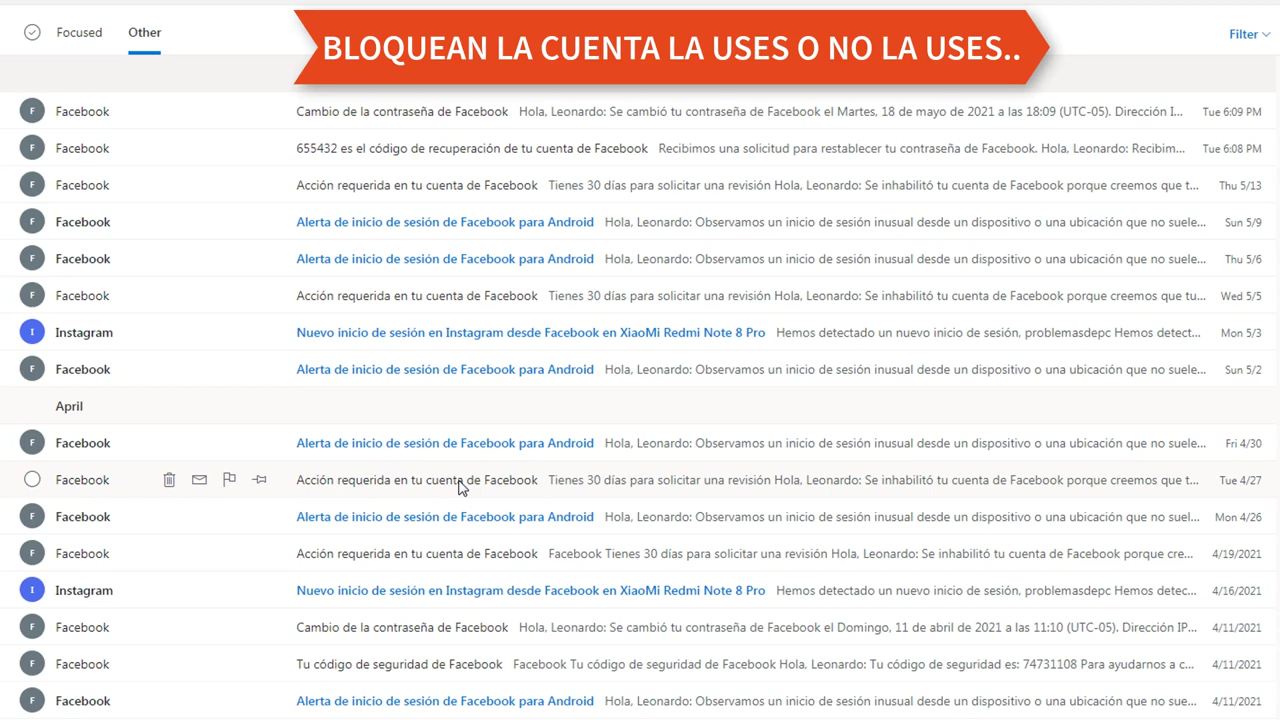 Focused Other
BLOQUEAN LA CUENTA LA USES O NO LA USES..
Filter
F Facebook Cambio de la contraseña de Facebook Hola, Leonardo: Se cambió tu contraseña de Facebook el Martes, 18 de mayo de 2021 a las 18:09 (UTC-05). Dirección I... Tue 6:09 PM
F Facebook 655432 es el código de recuperación de tu cuenta de Facebook Recibimos una solicitud para restablecer tu contraseña de Facebook. Hola, Leonardo: Recibim... Tue 6:08 PM
F Facebook Acción requerida en tu cuenta de Facebook Tienes 30 días para solicitar una revisión Hola, Leonardo: Se inhabilitó tu cuenta de Facebook porque creemos que t... Thu 5/13
F Facebook Alerta de inicio de sesión de Facebook para Android Hola, Leonardo: Observamos un inicio de sesión inusual desde un dispositivo o una ubicación que no suele... Sun 5/9
F Facebook Alerta de inicio de sesión de Facebook para Android Hola, Leonardo: Observamos un inicio de sesión inusual desde un dispositivo o una ubicación que no suele... Thu 5/6
F Facebook Acción requerida en tu cuenta de Facebook Tienes 30 días para solicitar una revisión Hola, Leonardo: Se inhabilitó tu cuenta de Facebook porque creemos que tu... Wed 5/5
I Instagram Nuevo inicio de sesión en Instagram desde Facebook en XiaoMi Redmi Note 8 Pro Hemos detectado un nuevo inicio de sesión, problemasdepc Hemos detect... Mon 5/3
F Facebook Alerta de inicio de sesión de Facebook para Android Hola, Leonardo: Observamos un inicio de sesión inusual desde un dispositivo o una ubicación que no suele... Sun 5/2
April
F Facebook Alerta de inicio de sesión de Facebook para Android Hola, Leonardo: Observamos un inicio de sesión inusual desde un dispositivo o una ubicación que no suele... Fri 4/30
Facebook Acción requerida en tu cuenta de Facebook Tienes 30 días para solicitar una revisión Hola, Leonardo: Se inhabilitó tu cuenta de Facebook porque creemos que t... Tue 4/27
F Facebook Alerta de inicio de sesión de Facebook para Android Hola, Leonardo: Observamos un inicio de sesión inusual desde un dispositivo o una ubicación que no suel... Mon 4/26
F Facebook Acción requerida en tu cuenta de Facebook Facebook Tienes 30 días para solicitar una revisión Hola, Leonardo: Se inhabilitó tu cuenta de Facebook porque cre... 4/19/2021
I Instagram Nuevo inicio de sesión en Instagram desde Facebook en XiaoMi Redmi Note 8 Pro Hemos detectado un nuevo inicio de sesión, problemasdepc Hemos detec... 4/16/2021
F Facebook Cambio de la contraseña de Facebook Hola, Leonardo: Se cambió tu contraseña de Facebook el Domingo, 11 de abril de 2021 a las 11:10 (UTC-05). Dirección IP... 4/11/2021
F Facebook Tu código de seguridad de Facebook Facebook Tu código de seguridad de Facebook Hola, Leonardo: Tu código de seguridad es: 74731108 Para ayudarnos a c... 4/11/2021
F Facebook Alerta de inicio de sesión de Facebook para Android Hola, Leonardo: Observamos un inicio de sesión inusual desde un dispositivo o una ubicación que no sue... 4/11/2021